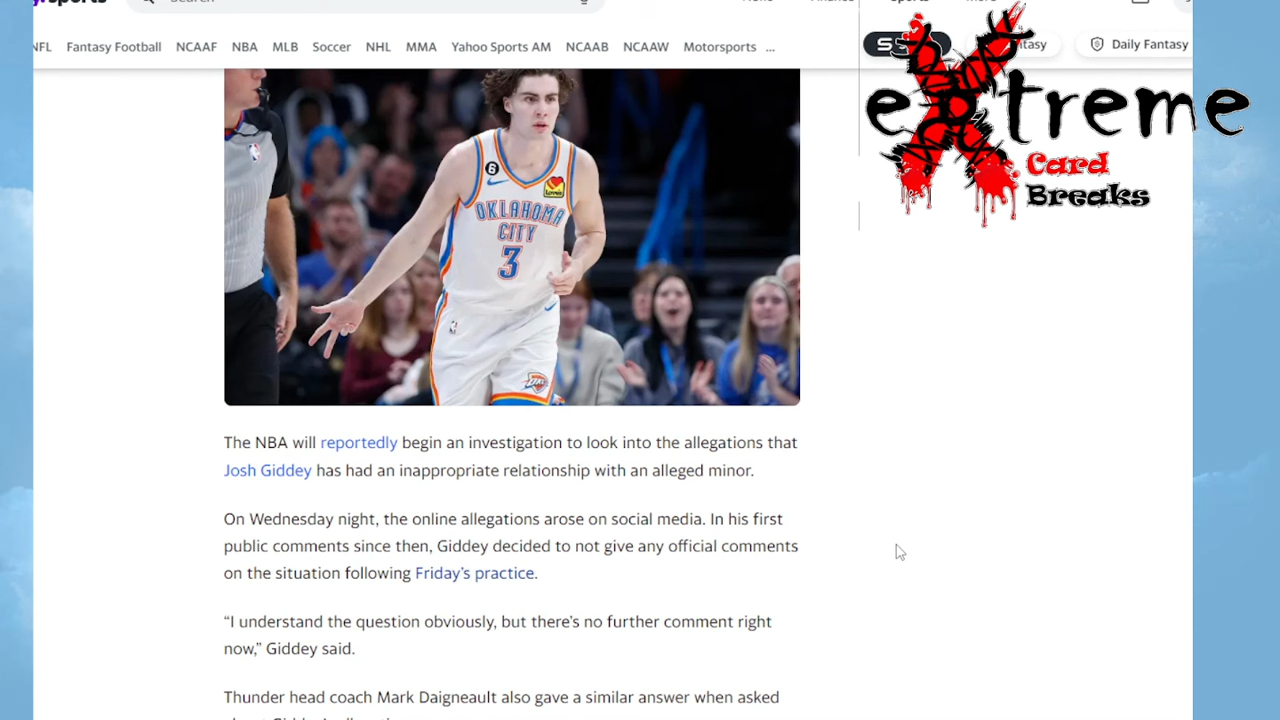 sports
Search
NFL Fantasy Football NCAAF NBA MLB Soccer NHL MMA Yahoo Sports AM NCAAB NCAAW Motorsports ...
Daily Fantasy
eXtreme
Card
Breaks
6
Love's
OKLAHOMA
CITY
3
The NBA will reportedly begin an investigation to look into the allegations that
Josh Giddey has had an inappropriate relationship with an alleged minor.
On Wednesday night, the online allegations arose on social media. In his first
public comments since then, Giddey decided to not give any official comments
on the situation following Friday's practice.
“I understand the question obviously, but there's no further comment right
now,” Giddey said.
Thunder head coach Mark Daigneault also gave a similar answer when asked